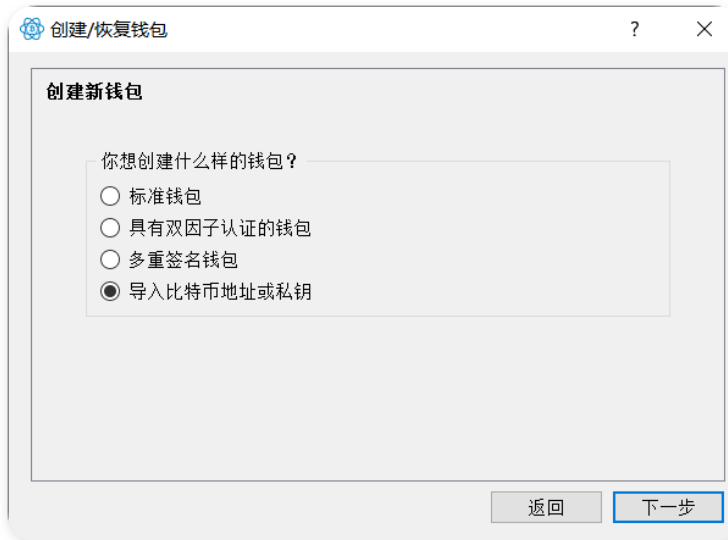 创建/恢复钱包
创建新钱包
你想创建什么样的钱包？
标准钱包
具有双因子认证的钱包
多重签名钱包
导入比特币地址或私钥
返回
下一步